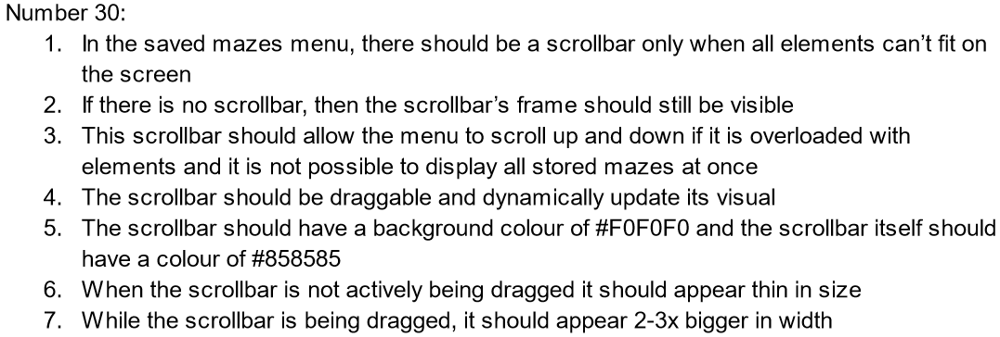 Number 30:
1. In the saved mazes menu, there should be a scrollbar only when all elements can't fit on
the screen
2. If there is no scrollbar, then the scrollbar's frame should still be visible
3. This scrollbar should allow the menu to scroll up and down if it is overloaded with
elements and it is not possible to display all stored mazes at once
4. The scrollbar should be draggable and dynamically update its visual
5. The scrollbar should have a background colour of #F0F0F0 and the scrollbar itself should
have a colour of #858585
6. When the scrollbar is not actively being dragged it should appear thin in size
7. While the scrollbar is being dragged, it should appear 2-3x bigger in width